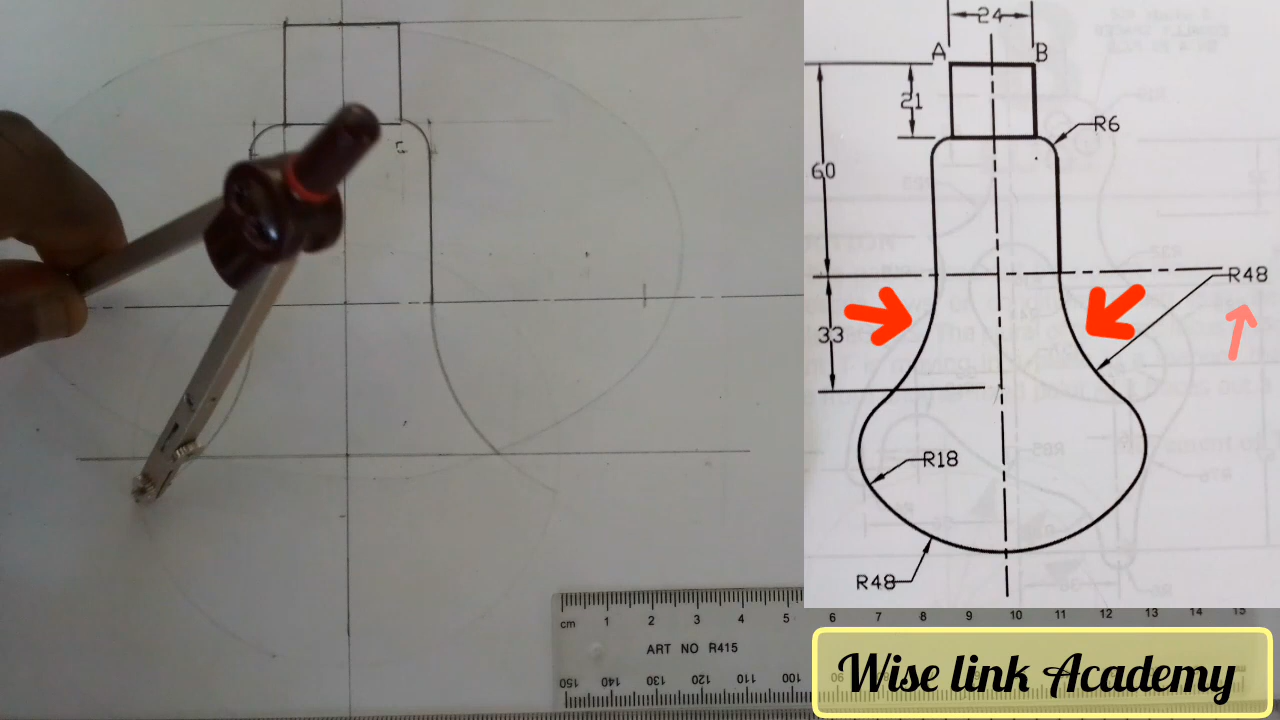 24
A B
21
R6
60
R48
33
R18
R48
cm 1 2 3 4 5 6 7 8 9 10 11 12 13 14 15
ART NO R415
150 140 130 120 110 100 90
Wise link Academy